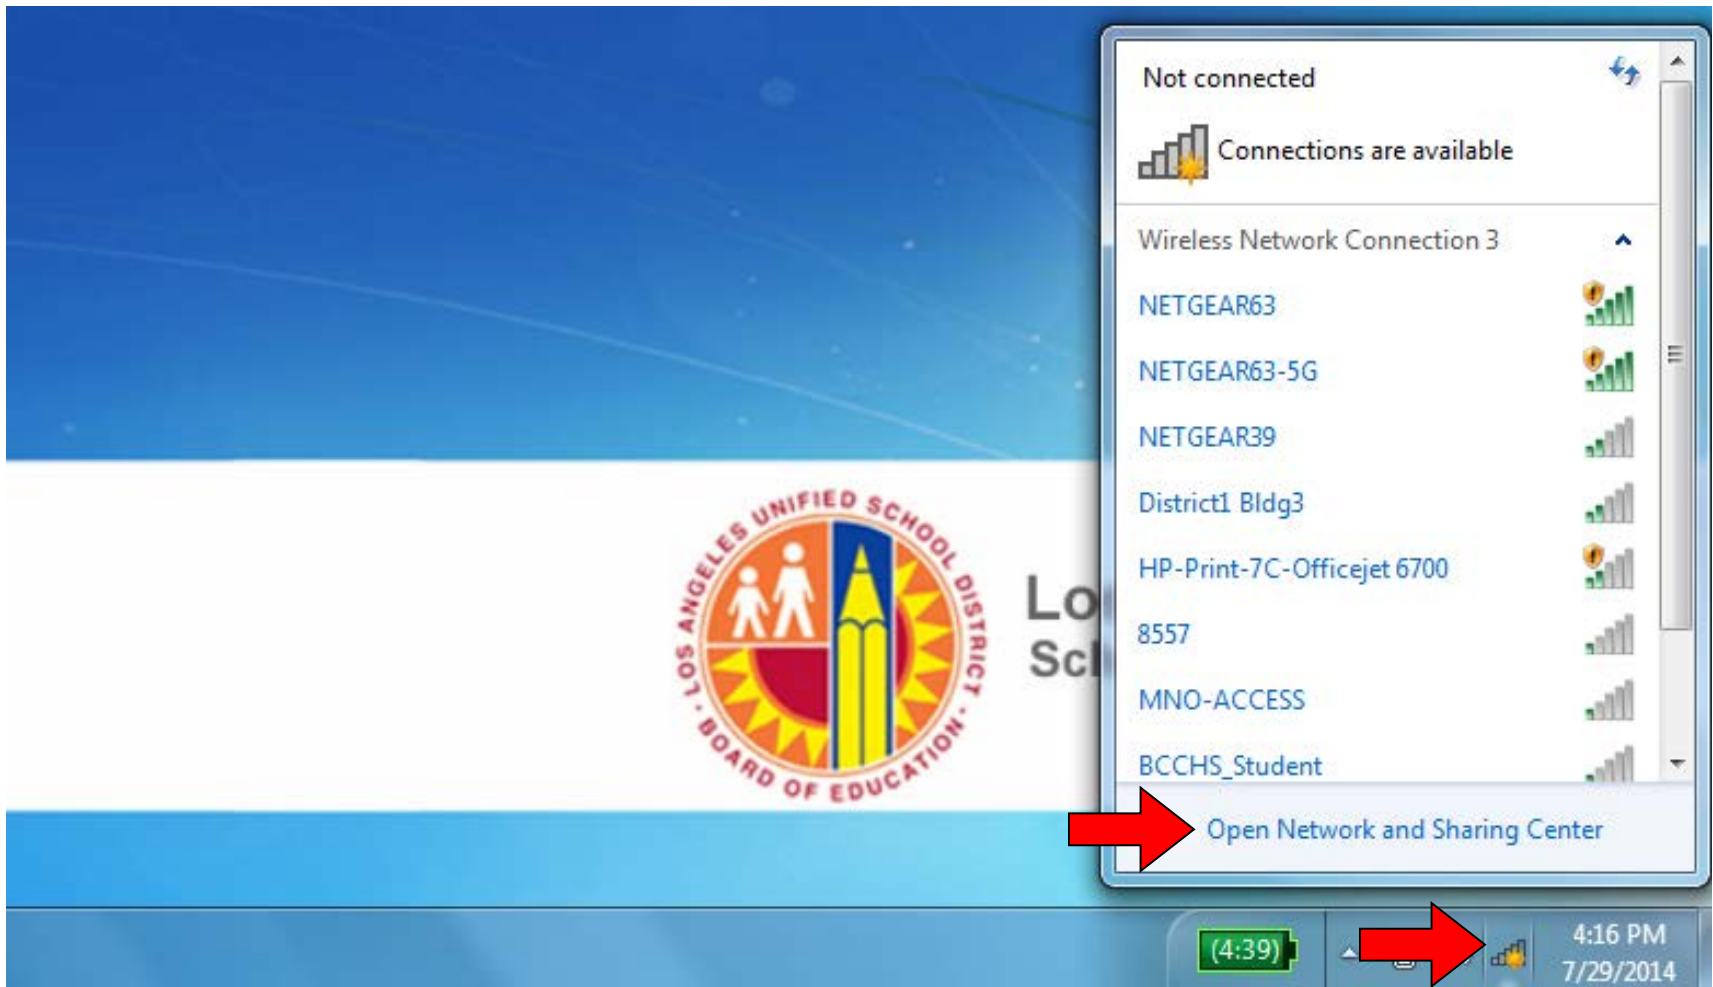 Not connected
Connections are available
Wireless Network Connection 3
NETGEAR63
NETGEAR63-5G
NETGEAR39
District1 Bldg3
HP-Print-7C-Officejet 6700
8557
MNO-ACCESS
BCCHS_Student
Open Network and Sharing Center
LOS ANGELES UNIFIED SCHOOL DISTRICT · BOARD OF EDUCATION ·
Lo
Sch
(4:39)
4:16 PM
7/29/2014